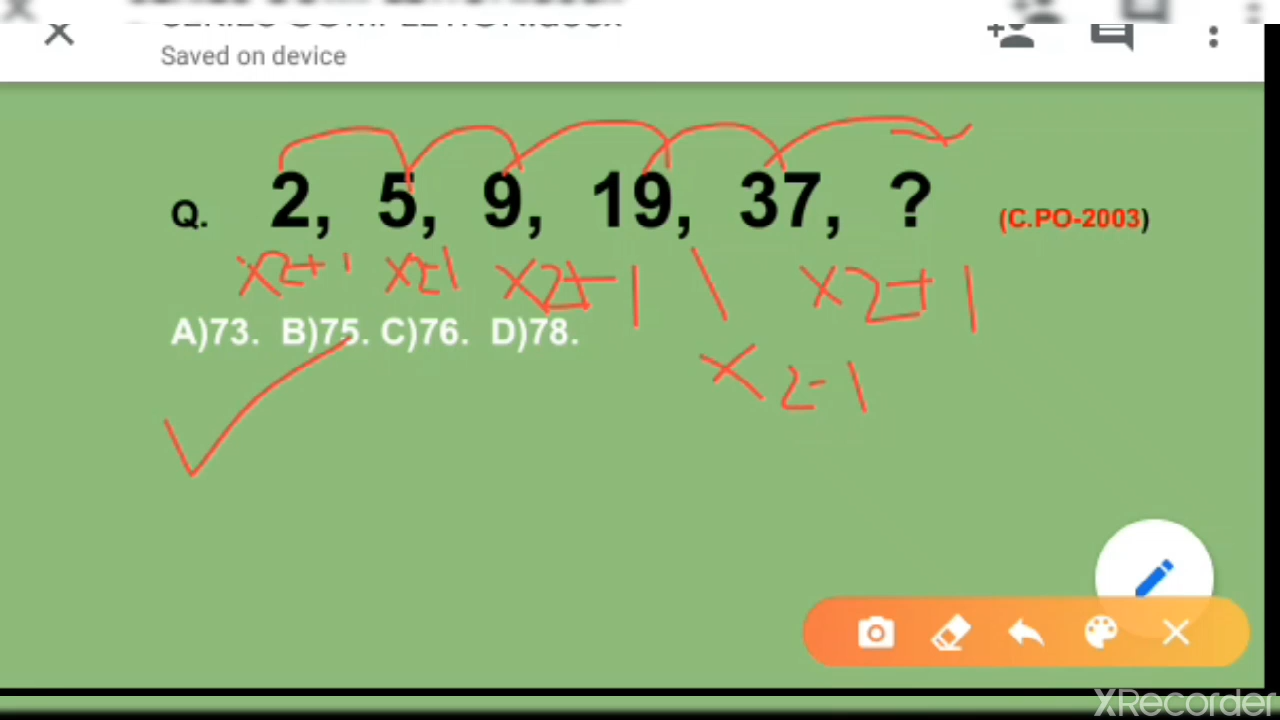 Saved on device
Q. 2, 5, 9, 19, 37, ? (C.PO-2003)
×2+1 ×2-1 ×2+1 ×2+1
A)73. B)75. C)76. D)78.
×2-1
XRecorder